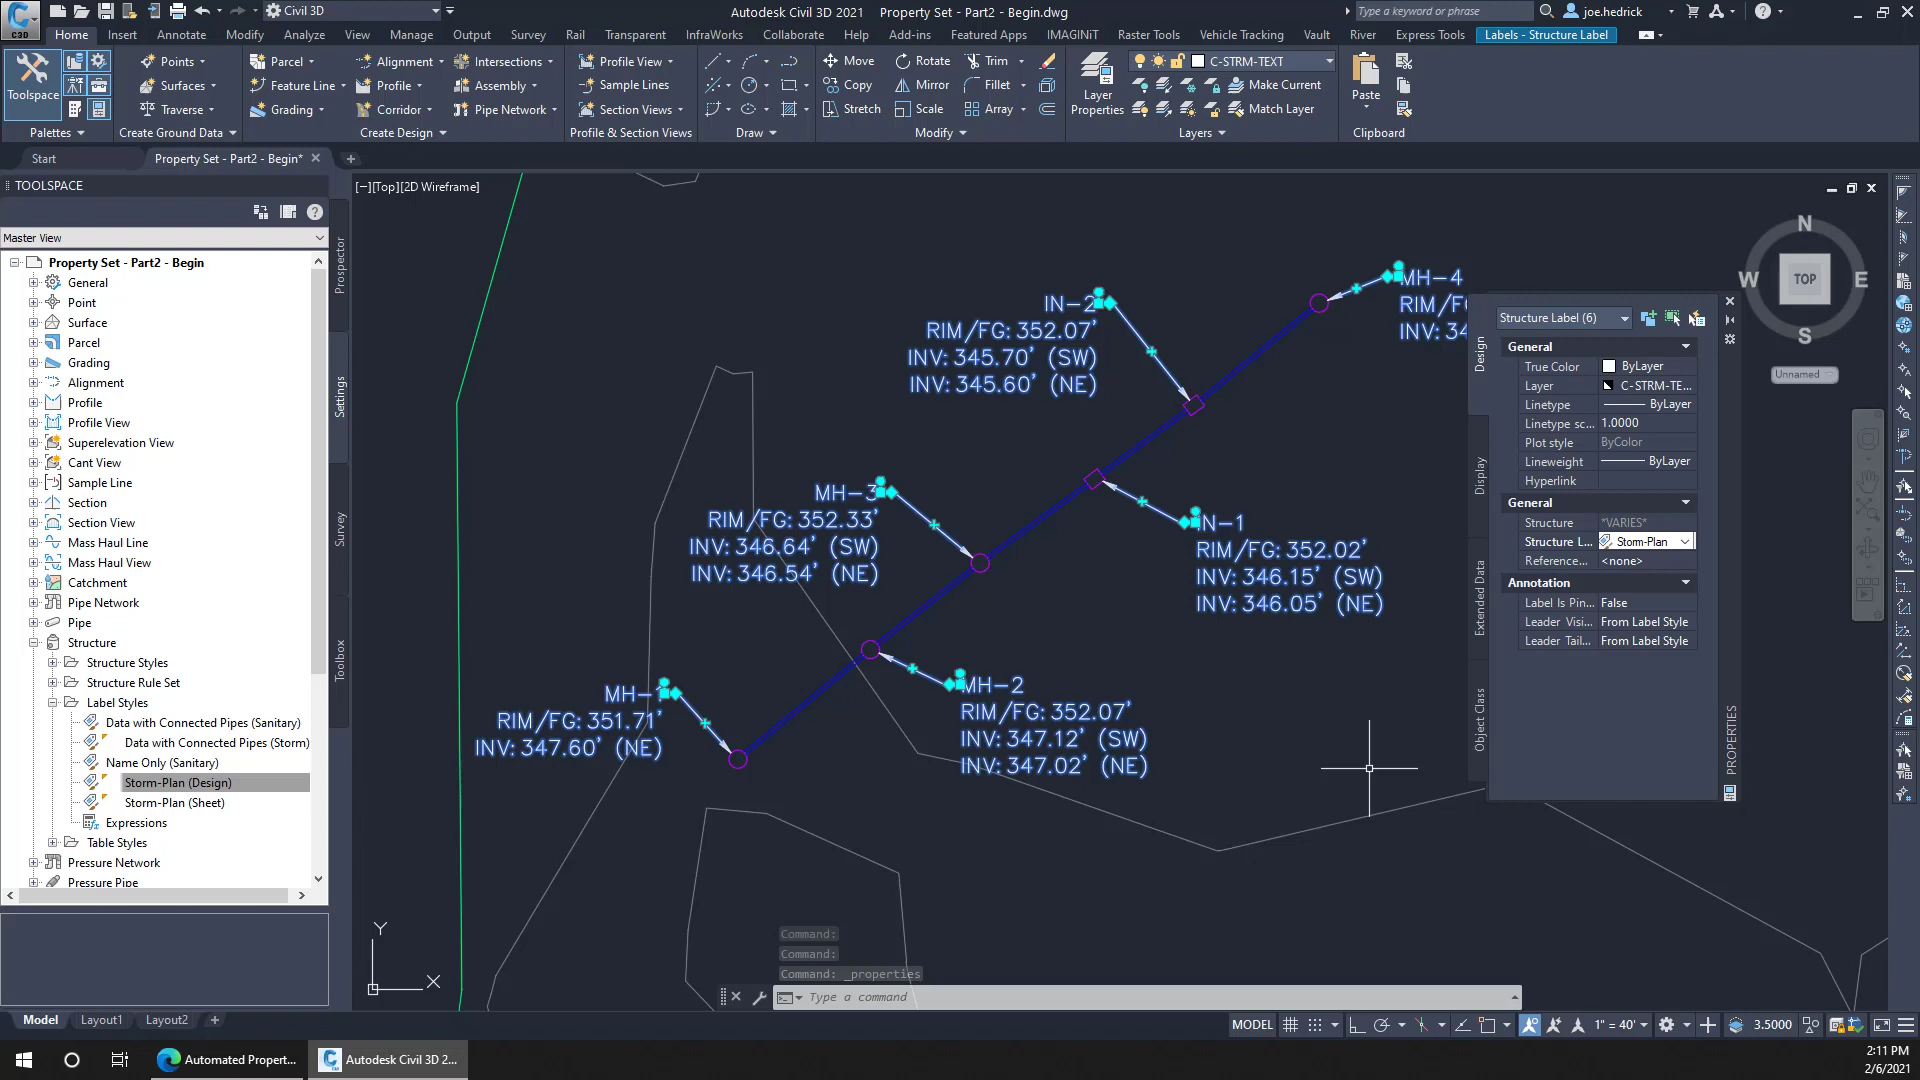 C3D
Civil 3D
Autodesk Civil 3D 2021   Property Set - Part2 - Begin.dwg
Type a keyword or phrase
joe.hedrick
Home Insert Annotate Modify Analyze View Manage Output Survey Rail Transparent InfraWorks Collaborate Help Add-ins Featured Apps IMAGINiT Raster Tools Vehicle Tracking Vault River Express Tools Labels - Structure Label
Toolspace
Points
Surfaces
Traverse
Parcel
Feature Line
Grading
Alignment
Profile
Corridor
Intersections
Assembly
Pipe Network
Profile View
Sample Lines
Section Views
Move
Copy
Stretch
Rotate
Mirror
Scale
Trim
Fillet
Array
Layer
Properties
C-STRM-TEXT
Make Current
Match Layer
Paste
Palettes Create Ground Data Create Design Profile & Section Views Draw Modify Layers Clipboard
Start
Property Set - Part2 - Begin*
TOOLSPACE
Master View
Property Set - Part2 - Begin
General
Point
Surface
Parcel
Grading
Alignment
Profile
Profile View
Superelevation View
Cant View
Sample Line
Section
Section View
Mass Haul Line
Mass Haul View
Catchment
Pipe Network
Pipe
Structure
Structure Styles
Structure Rule Set
Label Styles
Data with Connected Pipes (Sanitary)
Data with Connected Pipes (Storm)
Name Only (Sanitary)
Storm-Plan (Design)
Storm-Plan (Sheet)
Expressions
Table Styles
Pressure Network
Pressure Pipe
Prospector
Settings
Survey
Toolbox
[−][Top][2D Wireframe]
MH-4
RIM/FG
INV: 34
IN-2
RIM/FG: 352.07'
INV: 345.70' (SW)
INV: 345.60' (NE)
MH-3
RIM/FG: 352.33'
INV: 346.64' (SW)
INV: 346.54' (NE)
IN-1
RIM/FG: 352.02'
INV: 346.15' (SW)
INV: 346.05' (NE)
MH-1
RIM/FG: 351.71'
INV: 347.60' (NE)
MH-2
RIM/FG: 352.07'
INV: 347.12' (SW)
INV: 347.02' (NE)
N
W
TOP
E
S
Unnamed
Structure Label (6)
General
True Color ByLayer
Layer C-STRM-TE...
Linetype ByLayer
Linetype sc... 1.0000
Plot style ByColor
Lineweight ByLayer
Hyperlink
General
Structure *VARIES*
Structure L... Storm-Plan
Reference... <none>
Annotation
Label Is Pin... False
Leader Visi... From Label Style
Leader Tail... From Label Style
Design
Display
Extended Data
Object Class
PROPERTIES
Y
X
Command:
Command:
Command: _properties
Type a command
Model Layout1 Layout2
MODEL
1" = 40'
3.5000
Automated Propert...
Autodesk Civil 3D 2...
2:11 PM
2/6/2021